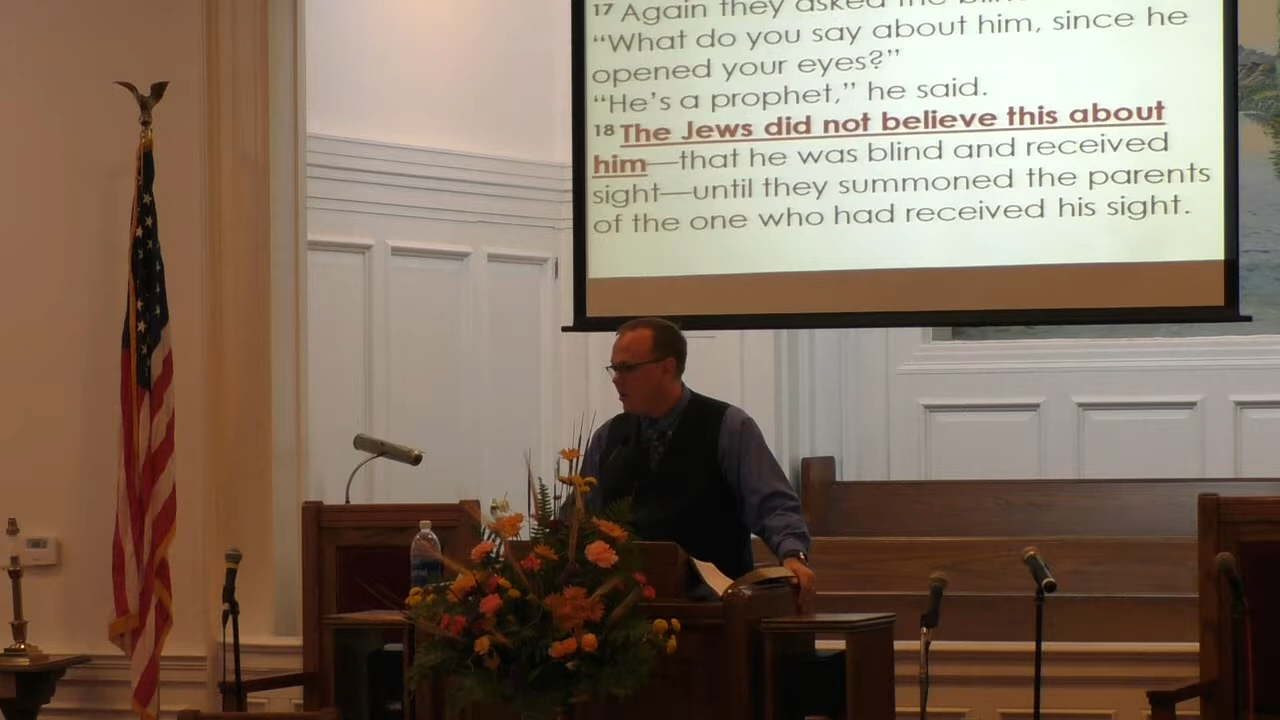 17 Again they asked the
“What do you say about him, since he
opened your eyes?”
“He’s a prophet,” he said.
18 The Jews did not believe this about
him—that he was blind and received
sight—until they summoned the parents
of the one who had received his sight.